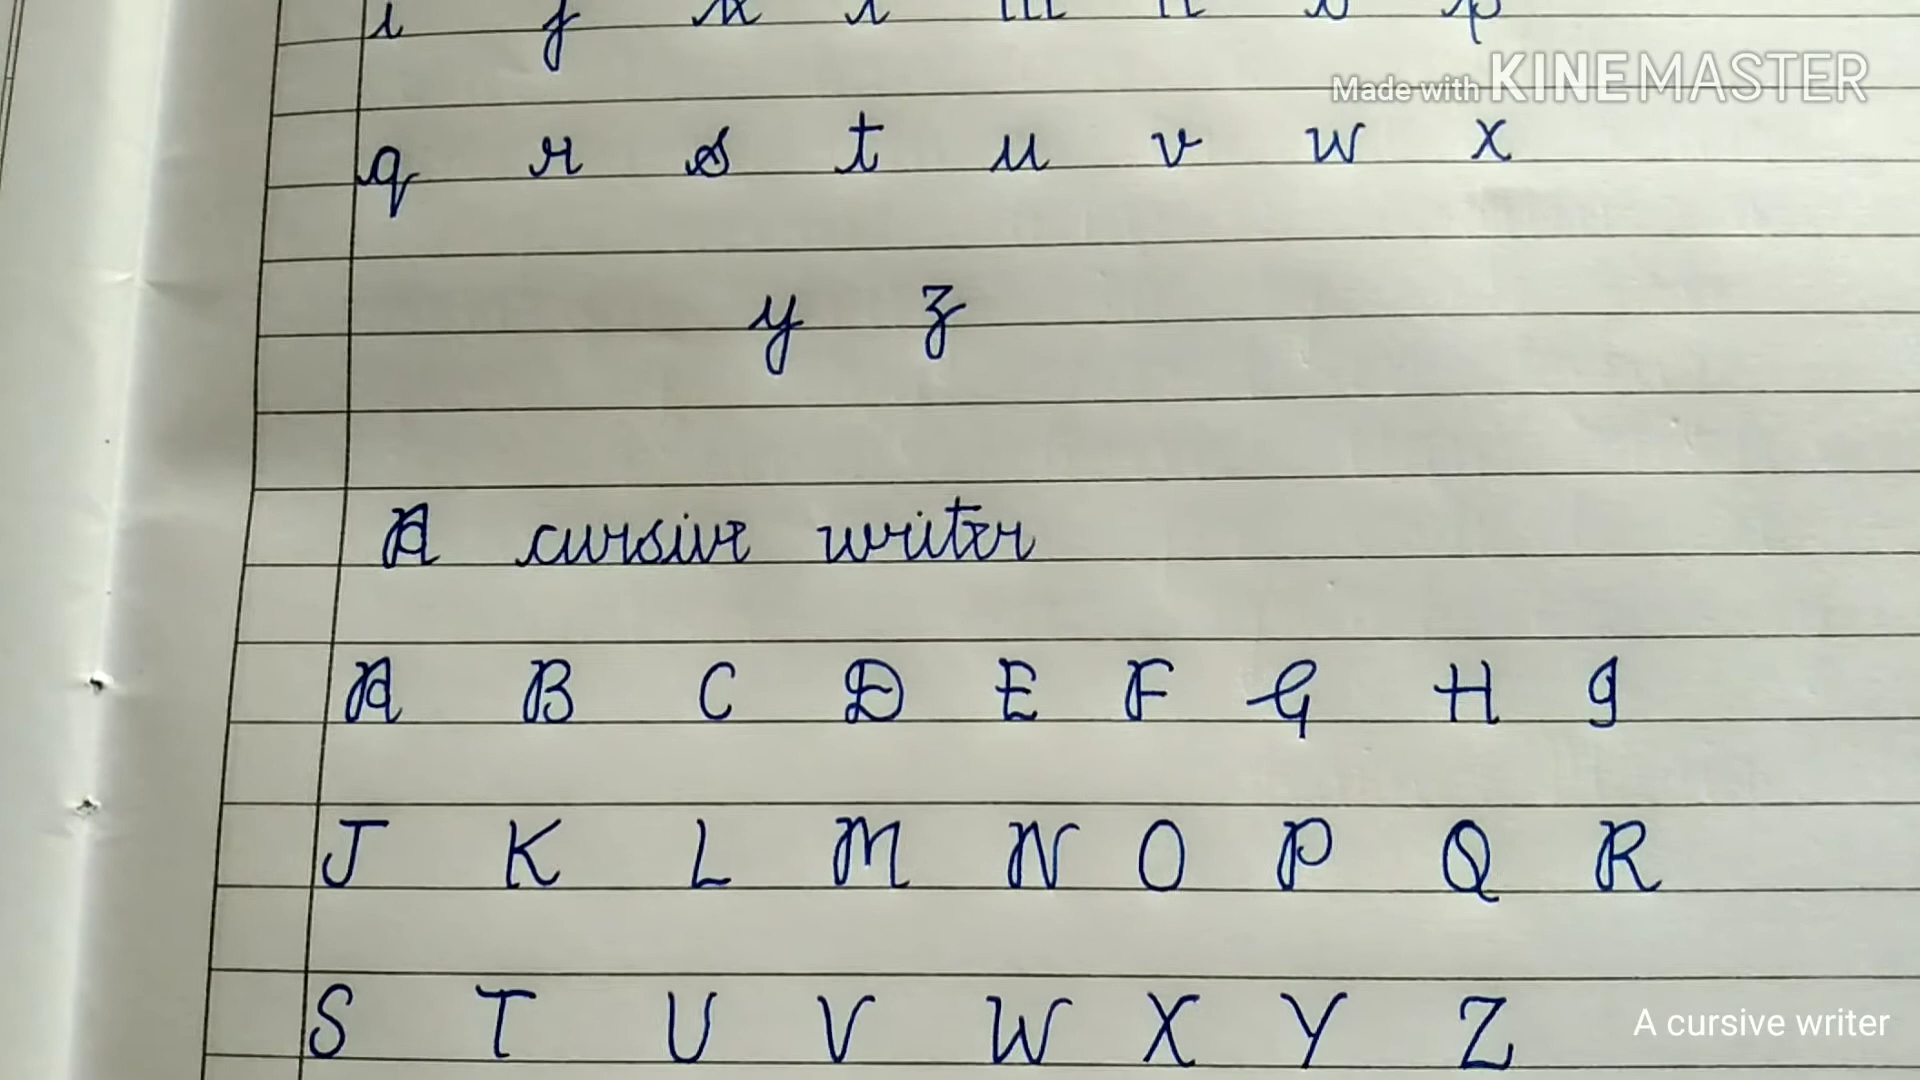 i j k l m n o p
Made with KINEMASTER
q r s t u v w x
y z
A cursive writer
A B C D E F G H I
J K L M N O P Q R
S T U V W X Y Z
A cursive writer